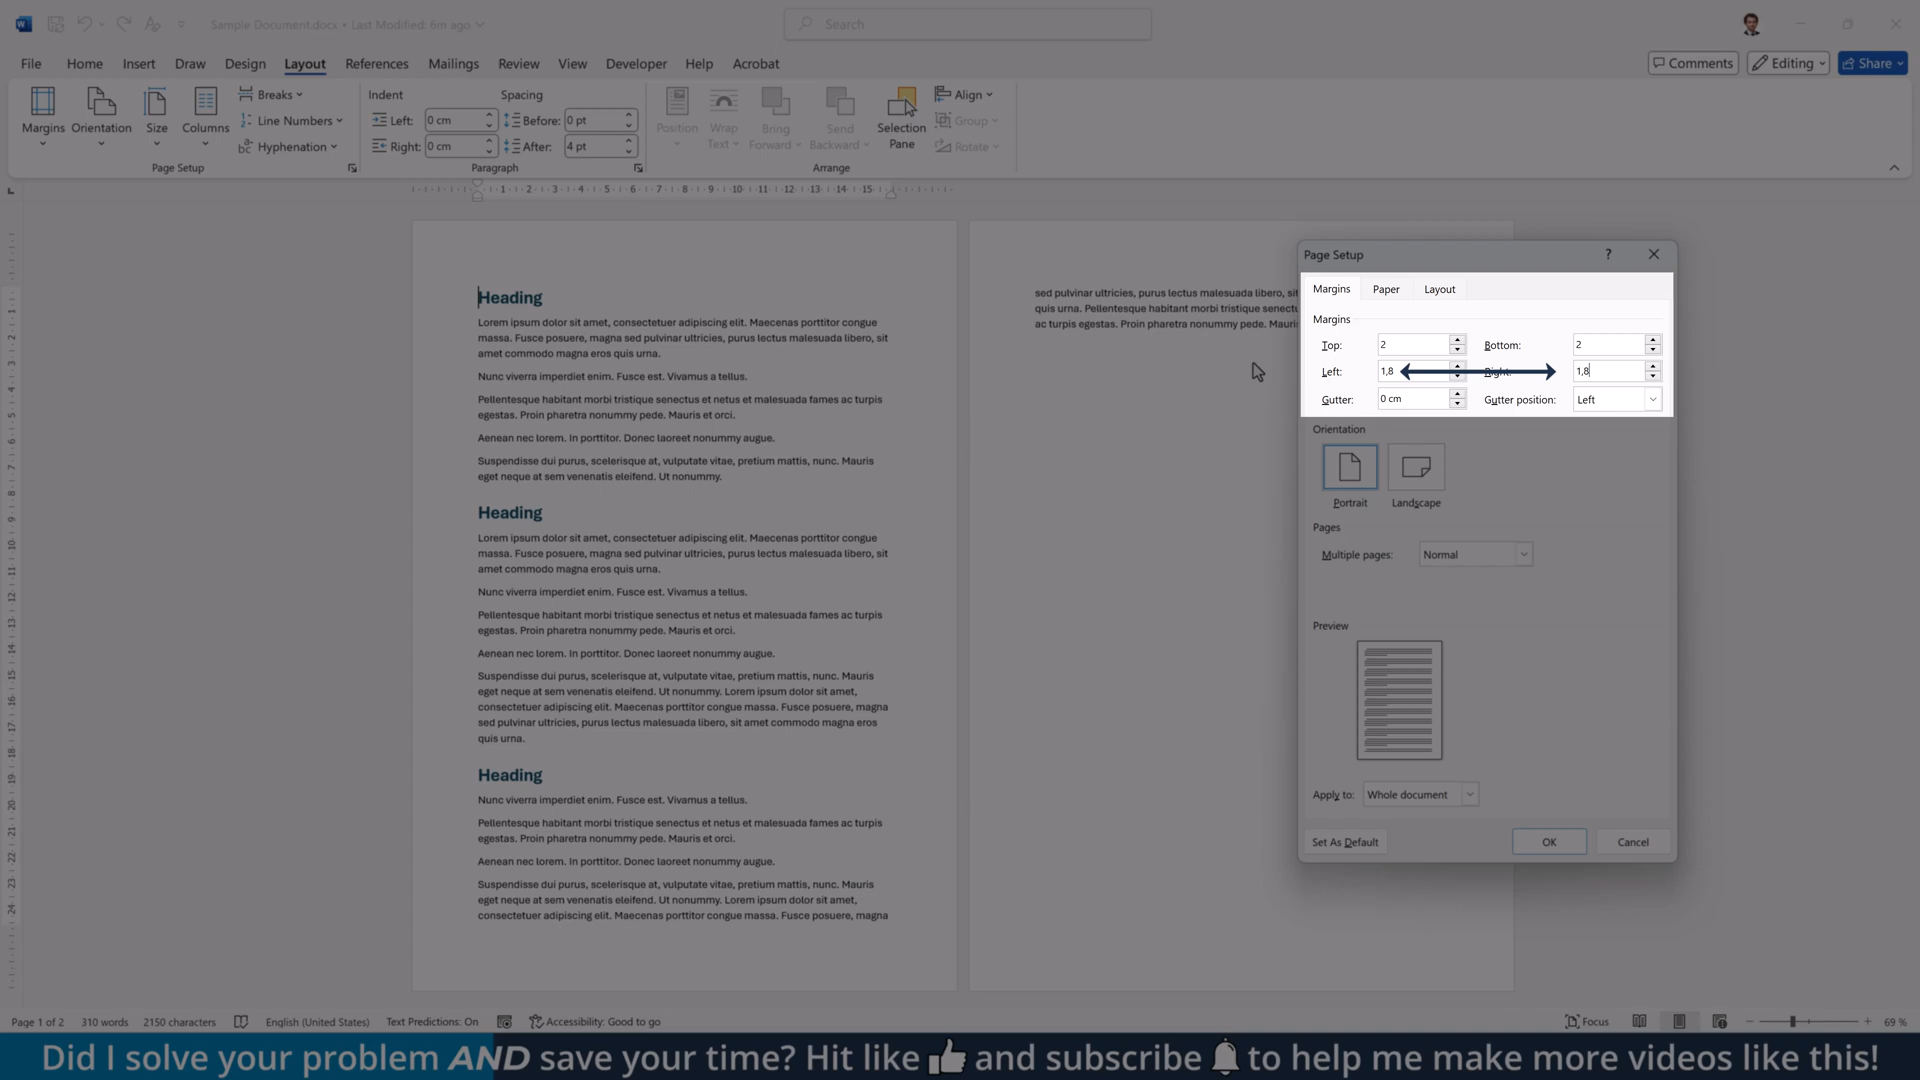 Sample Document.docx • Last Modified: 6m ago
Search
File Home Insert Draw Design Layout References Mailings Review View Developer Help Acrobat
Comments Editing Share
Margins Orientation Size Columns
Breaks
Line Numbers
Hyphenation
Page Setup
Indent Spacing
Left: 0 cm Before: 0 pt
Right: 0 cm After: 4 pt
Paragraph
Position Wrap Text Bring Forward Send Backward Selection Pane
Align
Group
Rotate
Arrange
1 2 3 4 5 6 7 8 9 10 11 12 13 14 15
Heading
Lorem ipsum dolor sit amet, consectetuer adipiscing elit. Maecenas porttitor congue
massa. Fusce posuere, magna sed pulvinar ultricies, purus lectus malesuada libero, sit
amet commodo magna eros quis urna.
Nunc viverra imperdiet enim. Fusce est. Vivamus a tellus.
Pellentesque habitant morbi tristique senectus et netus et malesuada fames ac turpis
egestas. Proin pharetra nonummy pede. Mauris et orci.
Aenean nec lorem. In porttitor. Donec laoreet nonummy augue.
Suspendisse dui purus, scelerisque at, vulputate vitae, pretium mattis, nunc. Mauris
eget neque at sem venenatis eleifend. Ut nonummy.
Heading
Lorem ipsum dolor sit amet, consectetuer adipiscing elit. Maecenas porttitor congue
massa. Fusce posuere, magna sed pulvinar ultricies, purus lectus malesuada libero, sit
amet commodo magna eros quis urna.
Nunc viverra imperdiet enim. Fusce est. Vivamus a tellus.
Pellentesque habitant morbi tristique senectus et netus et malesuada fames ac turpis
egestas. Proin pharetra nonummy pede. Mauris et orci.
Aenean nec lorem. In porttitor. Donec laoreet nonummy augue.
Suspendisse dui purus, scelerisque at, vulputate vitae, pretium mattis, nunc. Mauris
eget neque at sem venenatis eleifend. Ut nonummy. Lorem ipsum dolor sit amet,
consectetuer adipiscing elit. Maecenas porttitor congue massa. Fusce posuere, magna
sed pulvinar ultricies, purus lectus malesuada libero, sit amet commodo magna eros
quis urna.
Heading
Nunc viverra imperdiet enim. Fusce est. Vivamus a tellus.
Pellentesque habitant morbi tristique senectus et netus et malesuada fames ac turpis
egestas. Proin pharetra nonummy pede. Mauris et orci.
Aenean nec lorem. In porttitor. Donec laoreet nonummy augue.
Suspendisse dui purus, scelerisque at, vulputate vitae, pretium mattis, nunc. Mauris
eget neque at sem venenatis eleifend. Ut nonummy. Lorem ipsum dolor sit amet,
consectetuer adipiscing elit. Maecenas porttitor congue massa. Fusce posuere, magna
sed pulvinar ultricies, purus lectus malesuada libero, sit
quis urna. Pellentesque habitant morbi tristique senect
ac turpis egestas. Proin pharetra nonummy pede. Mauri
Page Setup ?
Margins Paper Layout
Margins
Top: 2 Bottom: 2
Left: 1,8 Right: 1,8
Gutter: 0 cm Gutter position: Left
Orientation
Portrait Landscape
Pages
Multiple pages: Normal
Preview
Apply to: Whole document
Set As Default OK Cancel
Page 1 of 2 310 words 2150 characters English (United States) Text Predictions: On Accessibility: Good to go Focus 69 %
Did I solve your problem AND save your time? Hit like and subscribe to help me make more videos like this!